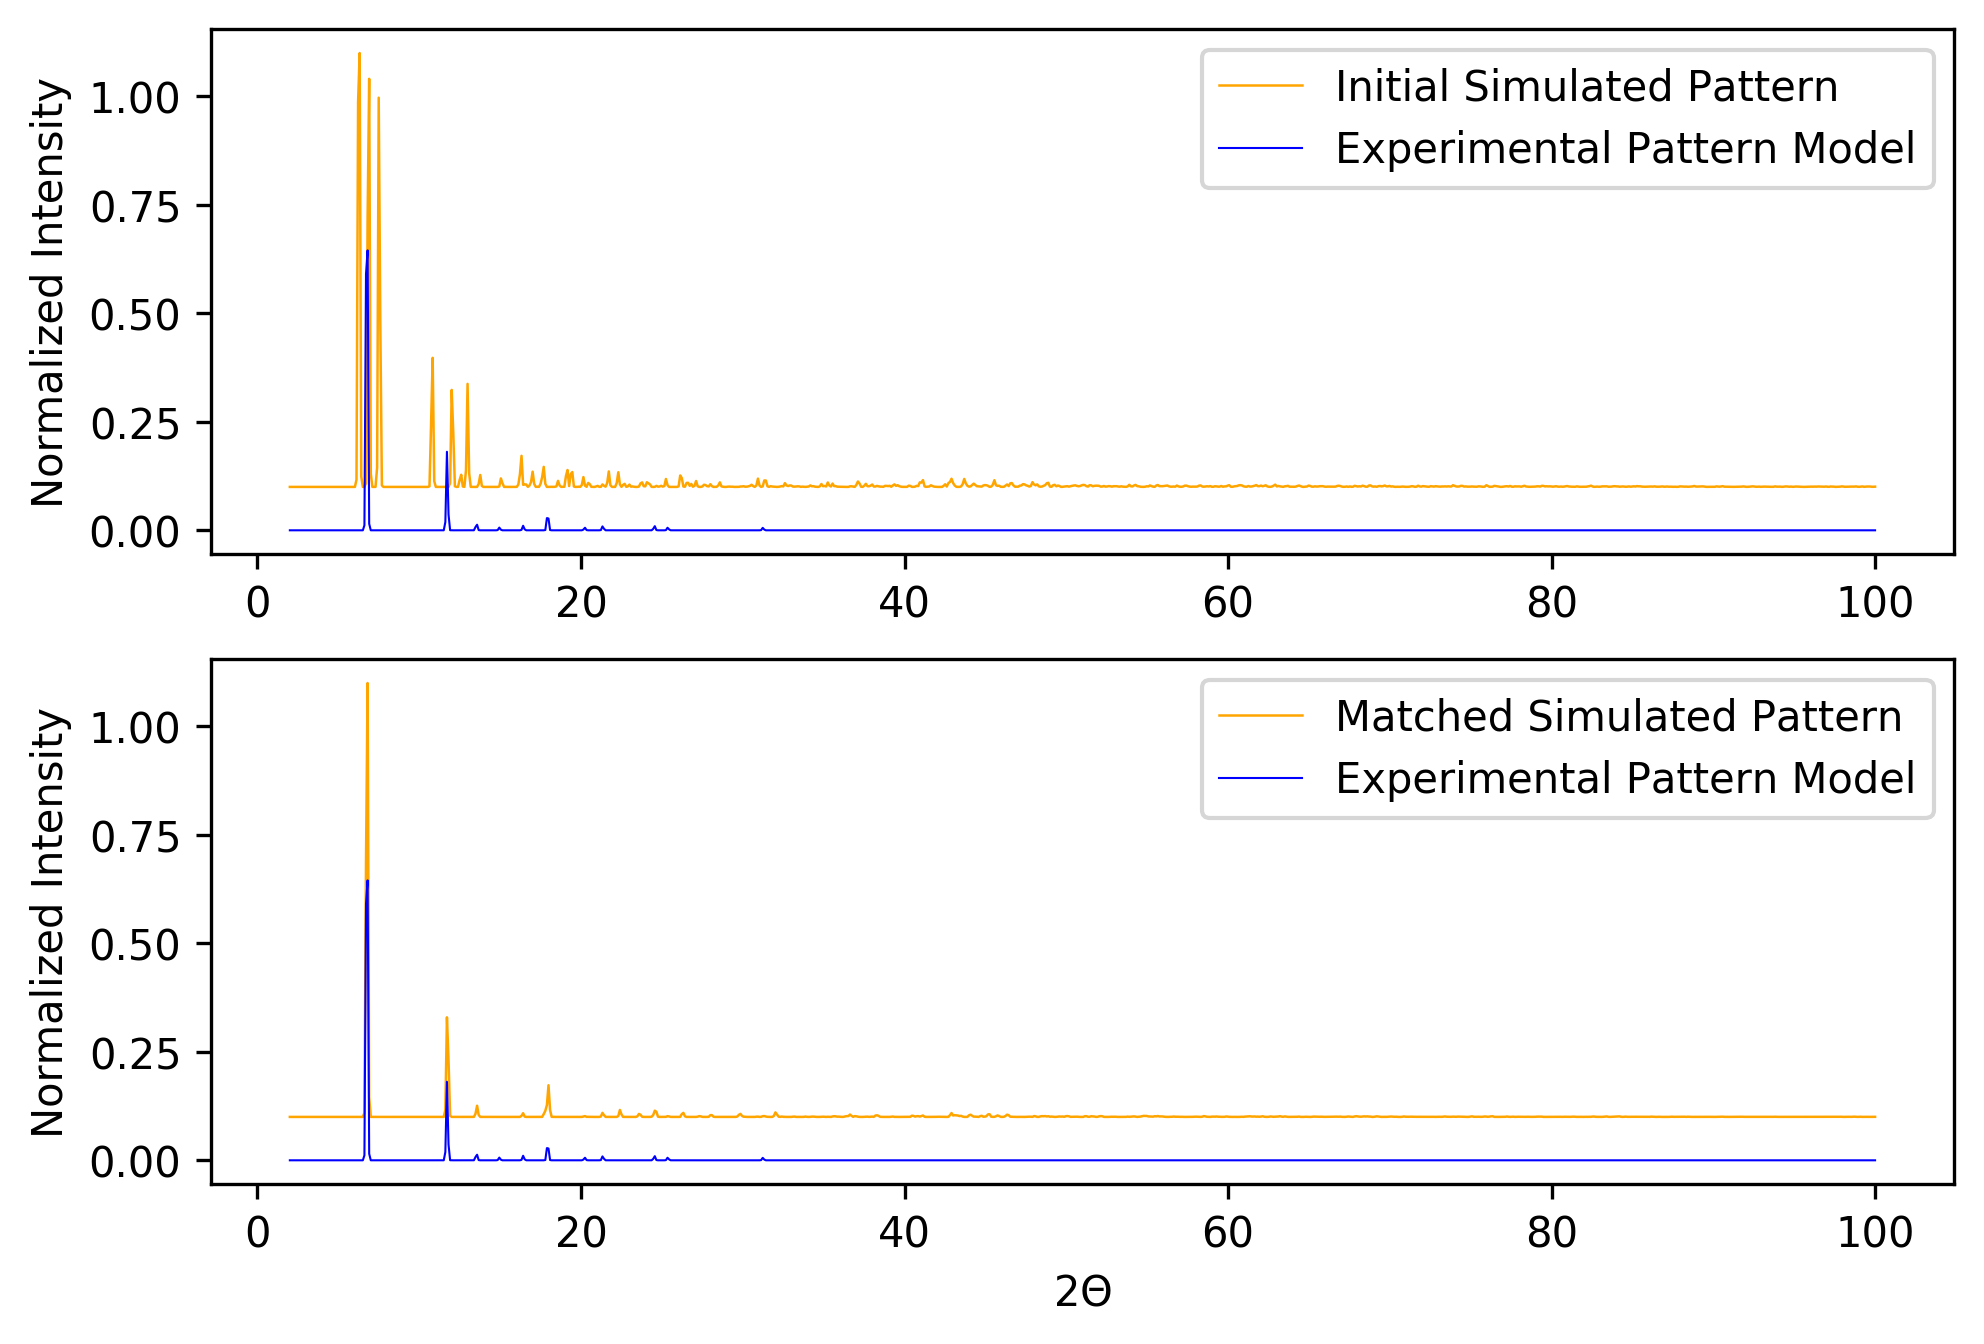 Normalized Intensity
1.00
0.75
0.50
0.25
0.00
0 20 40 60 80 100
Initial Simulated Pattern
Experimental Pattern Model
Normalized Intensity
1.00
0.75
0.50
0.25
0.00
0 20 40 60 80 100
Matched Simulated Pattern
Experimental Pattern Model
2Θ